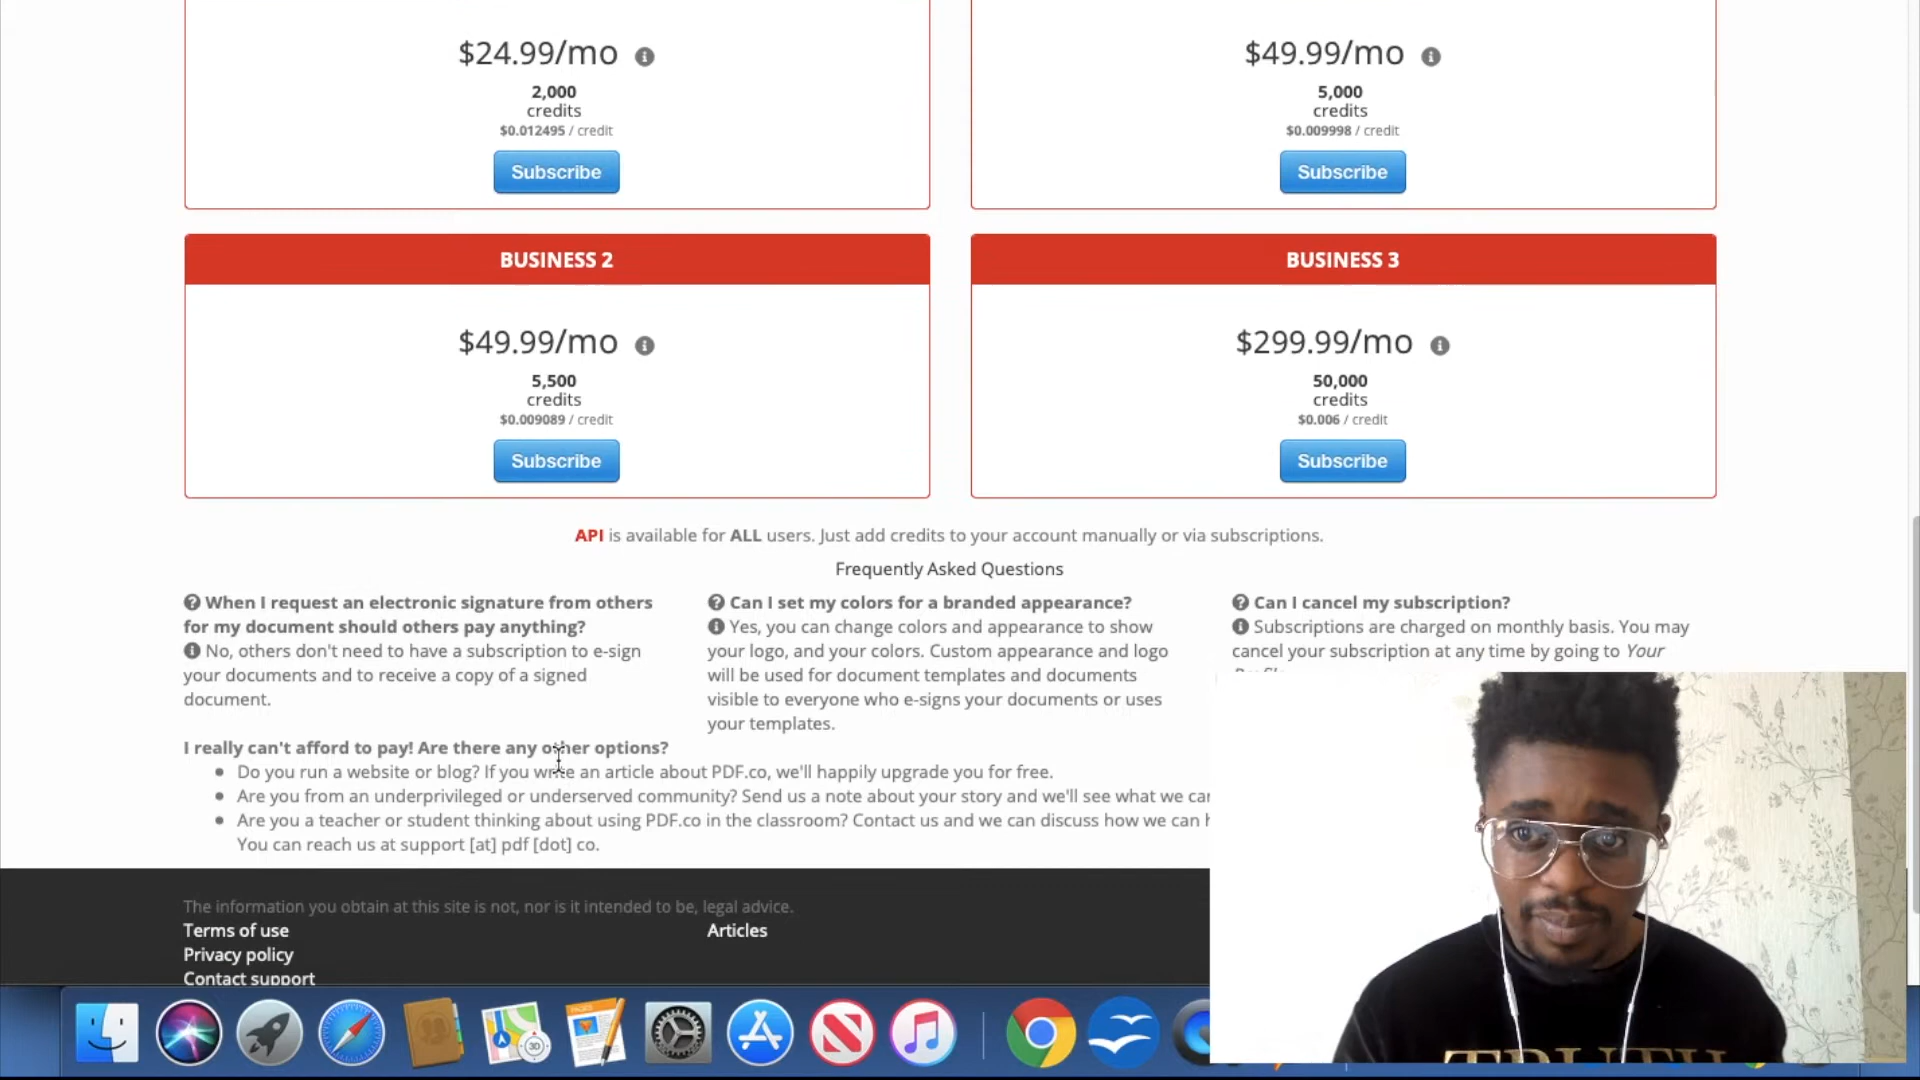 $24.99/mo
2,000
credits
$0.012495 / credit
Subscribe
$49.99/mo
5,000
credits
$0.009998 / credit
Subscribe
BUSINESS 2
$49.99/mo
5,500
credits
$0.009089 / credit
Subscribe
BUSINESS 3
$299.99/mo
50,000
credits
$0.006 / credit
Subscribe
API is available for ALL users. Just add credits to your account manually or via subscriptions.
Frequently Asked Questions
When I request an electronic signature from others
for my document should others pay anything?
No, others don't need to have a subscription to e-sign
your documents and to receive a copy of a signed
document.
Can I set my colors for a branded appearance?
Yes, you can change colors and appearance to show
your logo, and your colors. Custom appearance and logo
will be used for document templates and documents
visible to everyone who e-signs your documents or uses
your templates.
Can I cancel my subscription?
Subscriptions are charged on monthly basis. You may
cancel your subscription at any time by going to Your
I really can't afford to pay! Are there any other options?
Do you run a website or blog? If you write an article about PDF.co, we'll happily upgrade you for free.
Are you from an underprivileged or underserved community? Send us a note about your story and we'll see what we can
Are you a teacher or student thinking about using PDF.co in the classroom? Contact us and we can discuss how we can
You can reach us at support [at] pdf [dot] co.
The information you obtain at this site is not, nor is it intended to be, legal advice.
Terms of use
Privacy policy
Contact support
Articles
PAGES
3D
TRUTH